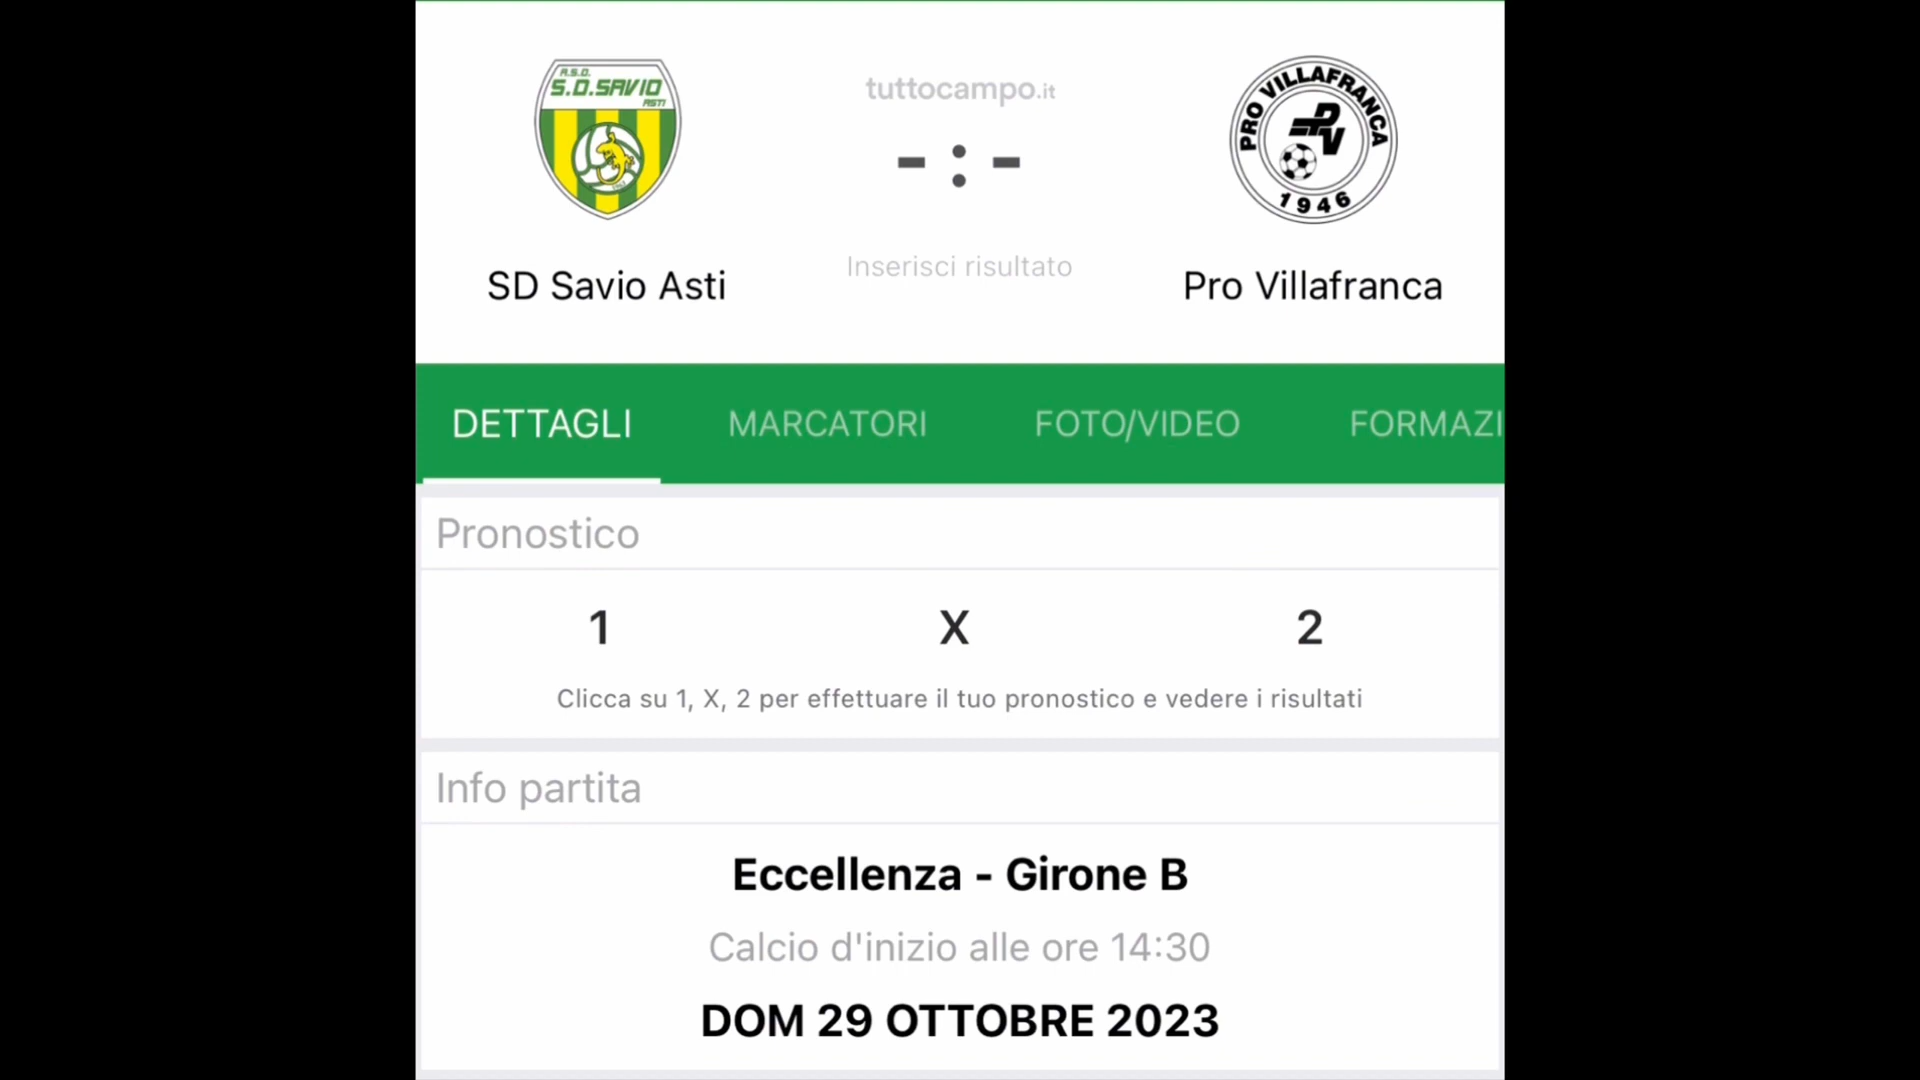 A.S.D.
S.D.SAVIO
ASTI
tuttocampo.it
PRO VILLAFRANCA
PV
1946
- : -
Inserisci risultato
SD Savio Asti
Pro Villafranca
DETTAGLI MARCATORI FOTO/VIDEO FORMAZI
Pronostico
1 X 2
Clicca su 1, X, 2 per effettuare il tuo pronostico e vedere i risultati
Info partita
Eccellenza - Girone B
Calcio d'inizio alle ore 14:30
DOM 29 OTTOBRE 2023